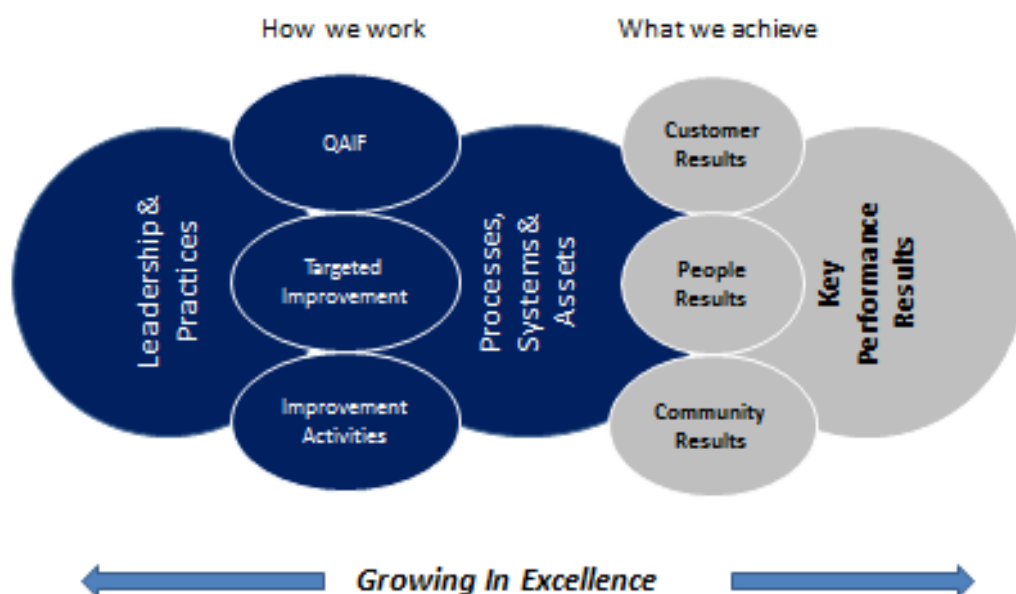 How we work
What we achieve
Leadership &
Practices
QAIF
Targeted
Improvement
Improvement
Activities
Processes,
Systems &
Assets
Customer
Results
People
Results
Community
Results
Key
Performance
Results
Growing In Excellence